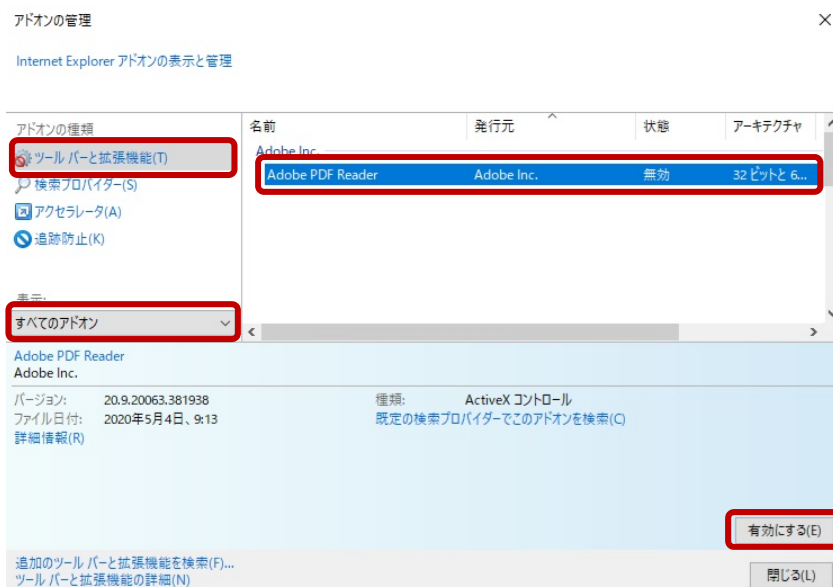 アドオンの管理
Internet Explorer アドオンの表示と管理
アドオンの種類
ツール バーと拡張機能(T)
検索プロバイダー(S)
アクセラレータ(A)
追跡防止(K)
表示:
すべてのアドオン
名前 発行元 状態 アーキテクチャ
Adobe Inc.
Adobe PDF Reader Adobe Inc. 無効 32 ビットと 6...
Adobe PDF Reader
Adobe Inc.
バージョン: 20.9.20063.381938
ファイル日付: 2020年5月4日、9:13
詳細情報(R)
種類: ActiveX コントロール
既定の検索プロバイダーでこのアドオンを検索(C)
有効にする(E)
追加のツール バーと拡張機能を検索(F)...
ツール バーと拡張機能の詳細(N)
閉じる(L)